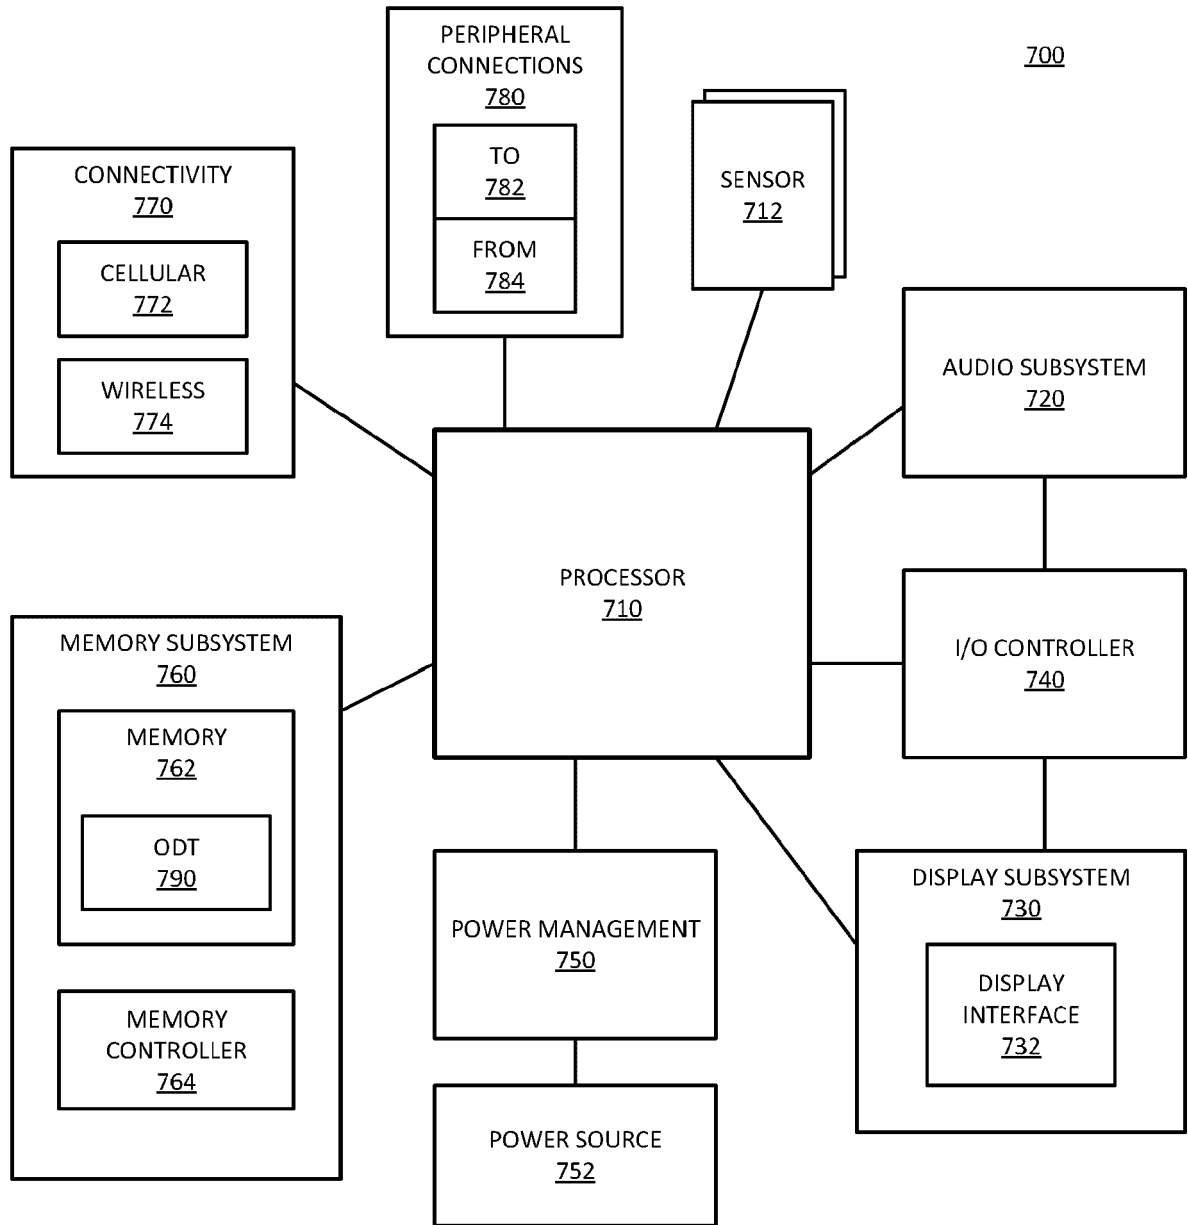 PERIPHERAL
CONNECTIONS
780
TO
782
FROM
784
700
SENSOR
712
CONNECTIVITY
770
CELLULAR
772
WIRELESS
774
AUDIO SUBSYSTEM
720
PROCESSOR
710
I/O CONTROLLER
740
MEMORY SUBSYSTEM
760
MEMORY
762
ODT
790
MEMORY
CONTROLLER
764
POWER MANAGEMENT
750
POWER SOURCE
752
DISPLAY SUBSYSTEM
730
DISPLAY
INTERFACE
732